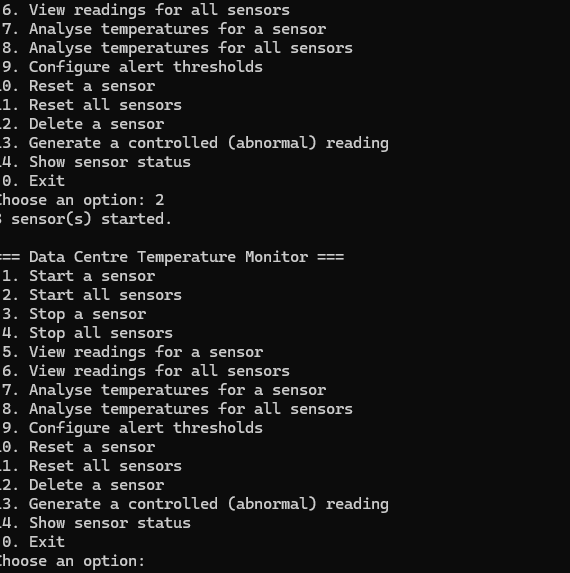 6. View readings for all sensors
7. Analyse temperatures for a sensor
8. Analyse temperatures for all sensors
9. Configure alert thresholds
0. Reset a sensor
1. Reset all sensors
2. Delete a sensor
3. Generate a controlled (abnormal) reading
4. Show sensor status
0. Exit
hoose an option: 2
sensor(s) started.
=== Data Centre Temperature Monitor ===
1. Start a sensor
2. Start all sensors
3. Stop a sensor
4. Stop all sensors
5. View readings for a sensor
6. View readings for all sensors
7. Analyse temperatures for a sensor
8. Analyse temperatures for all sensors
9. Configure alert thresholds
0. Reset a sensor
1. Reset all sensors
2. Delete a sensor
3. Generate a controlled (abnormal) reading
4. Show sensor status
0. Exit
hoose an option: